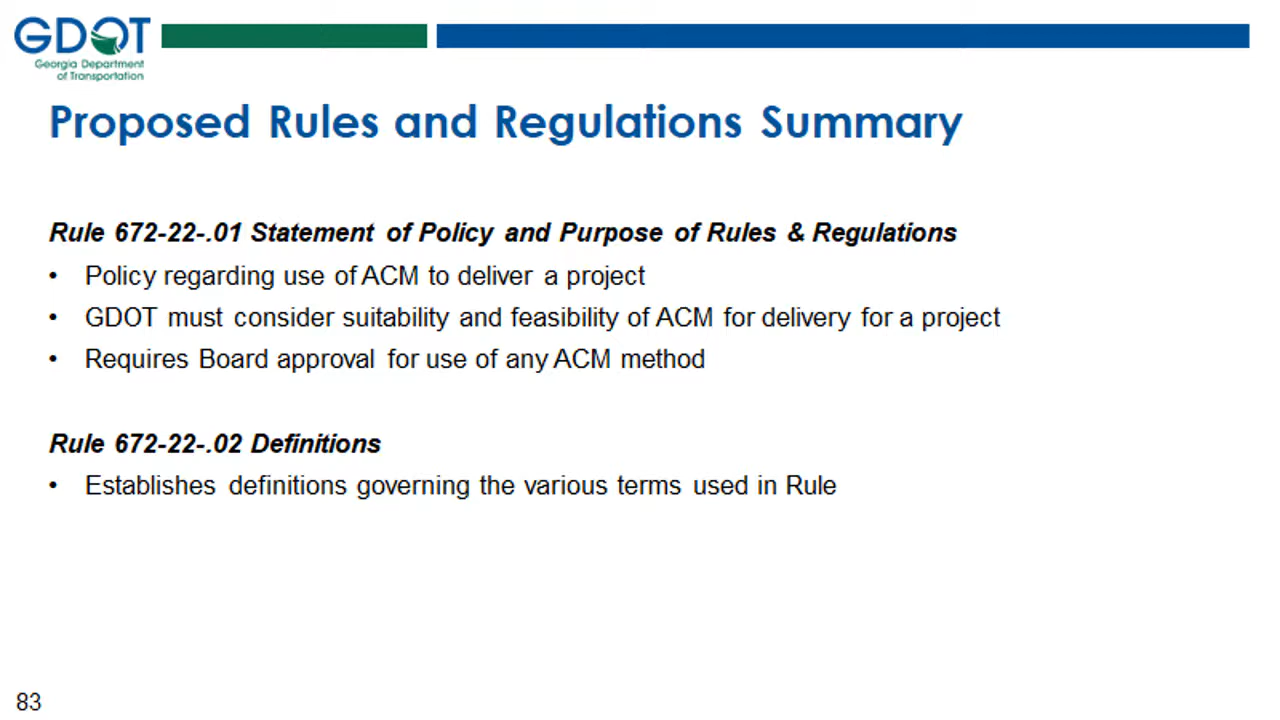 GDOT
Georgia Department
of Transportation
Proposed Rules and Regulations Summary
Rule 672-22-.01 Statement of Policy and Purpose of Rules & Regulations
• Policy regarding use of ACM to deliver a project
• GDOT must consider suitability and feasibility of ACM for delivery for a project
• Requires Board approval for use of any ACM method
Rule 672-22-.02 Definitions
• Establishes definitions governing the various terms used in Rule
83